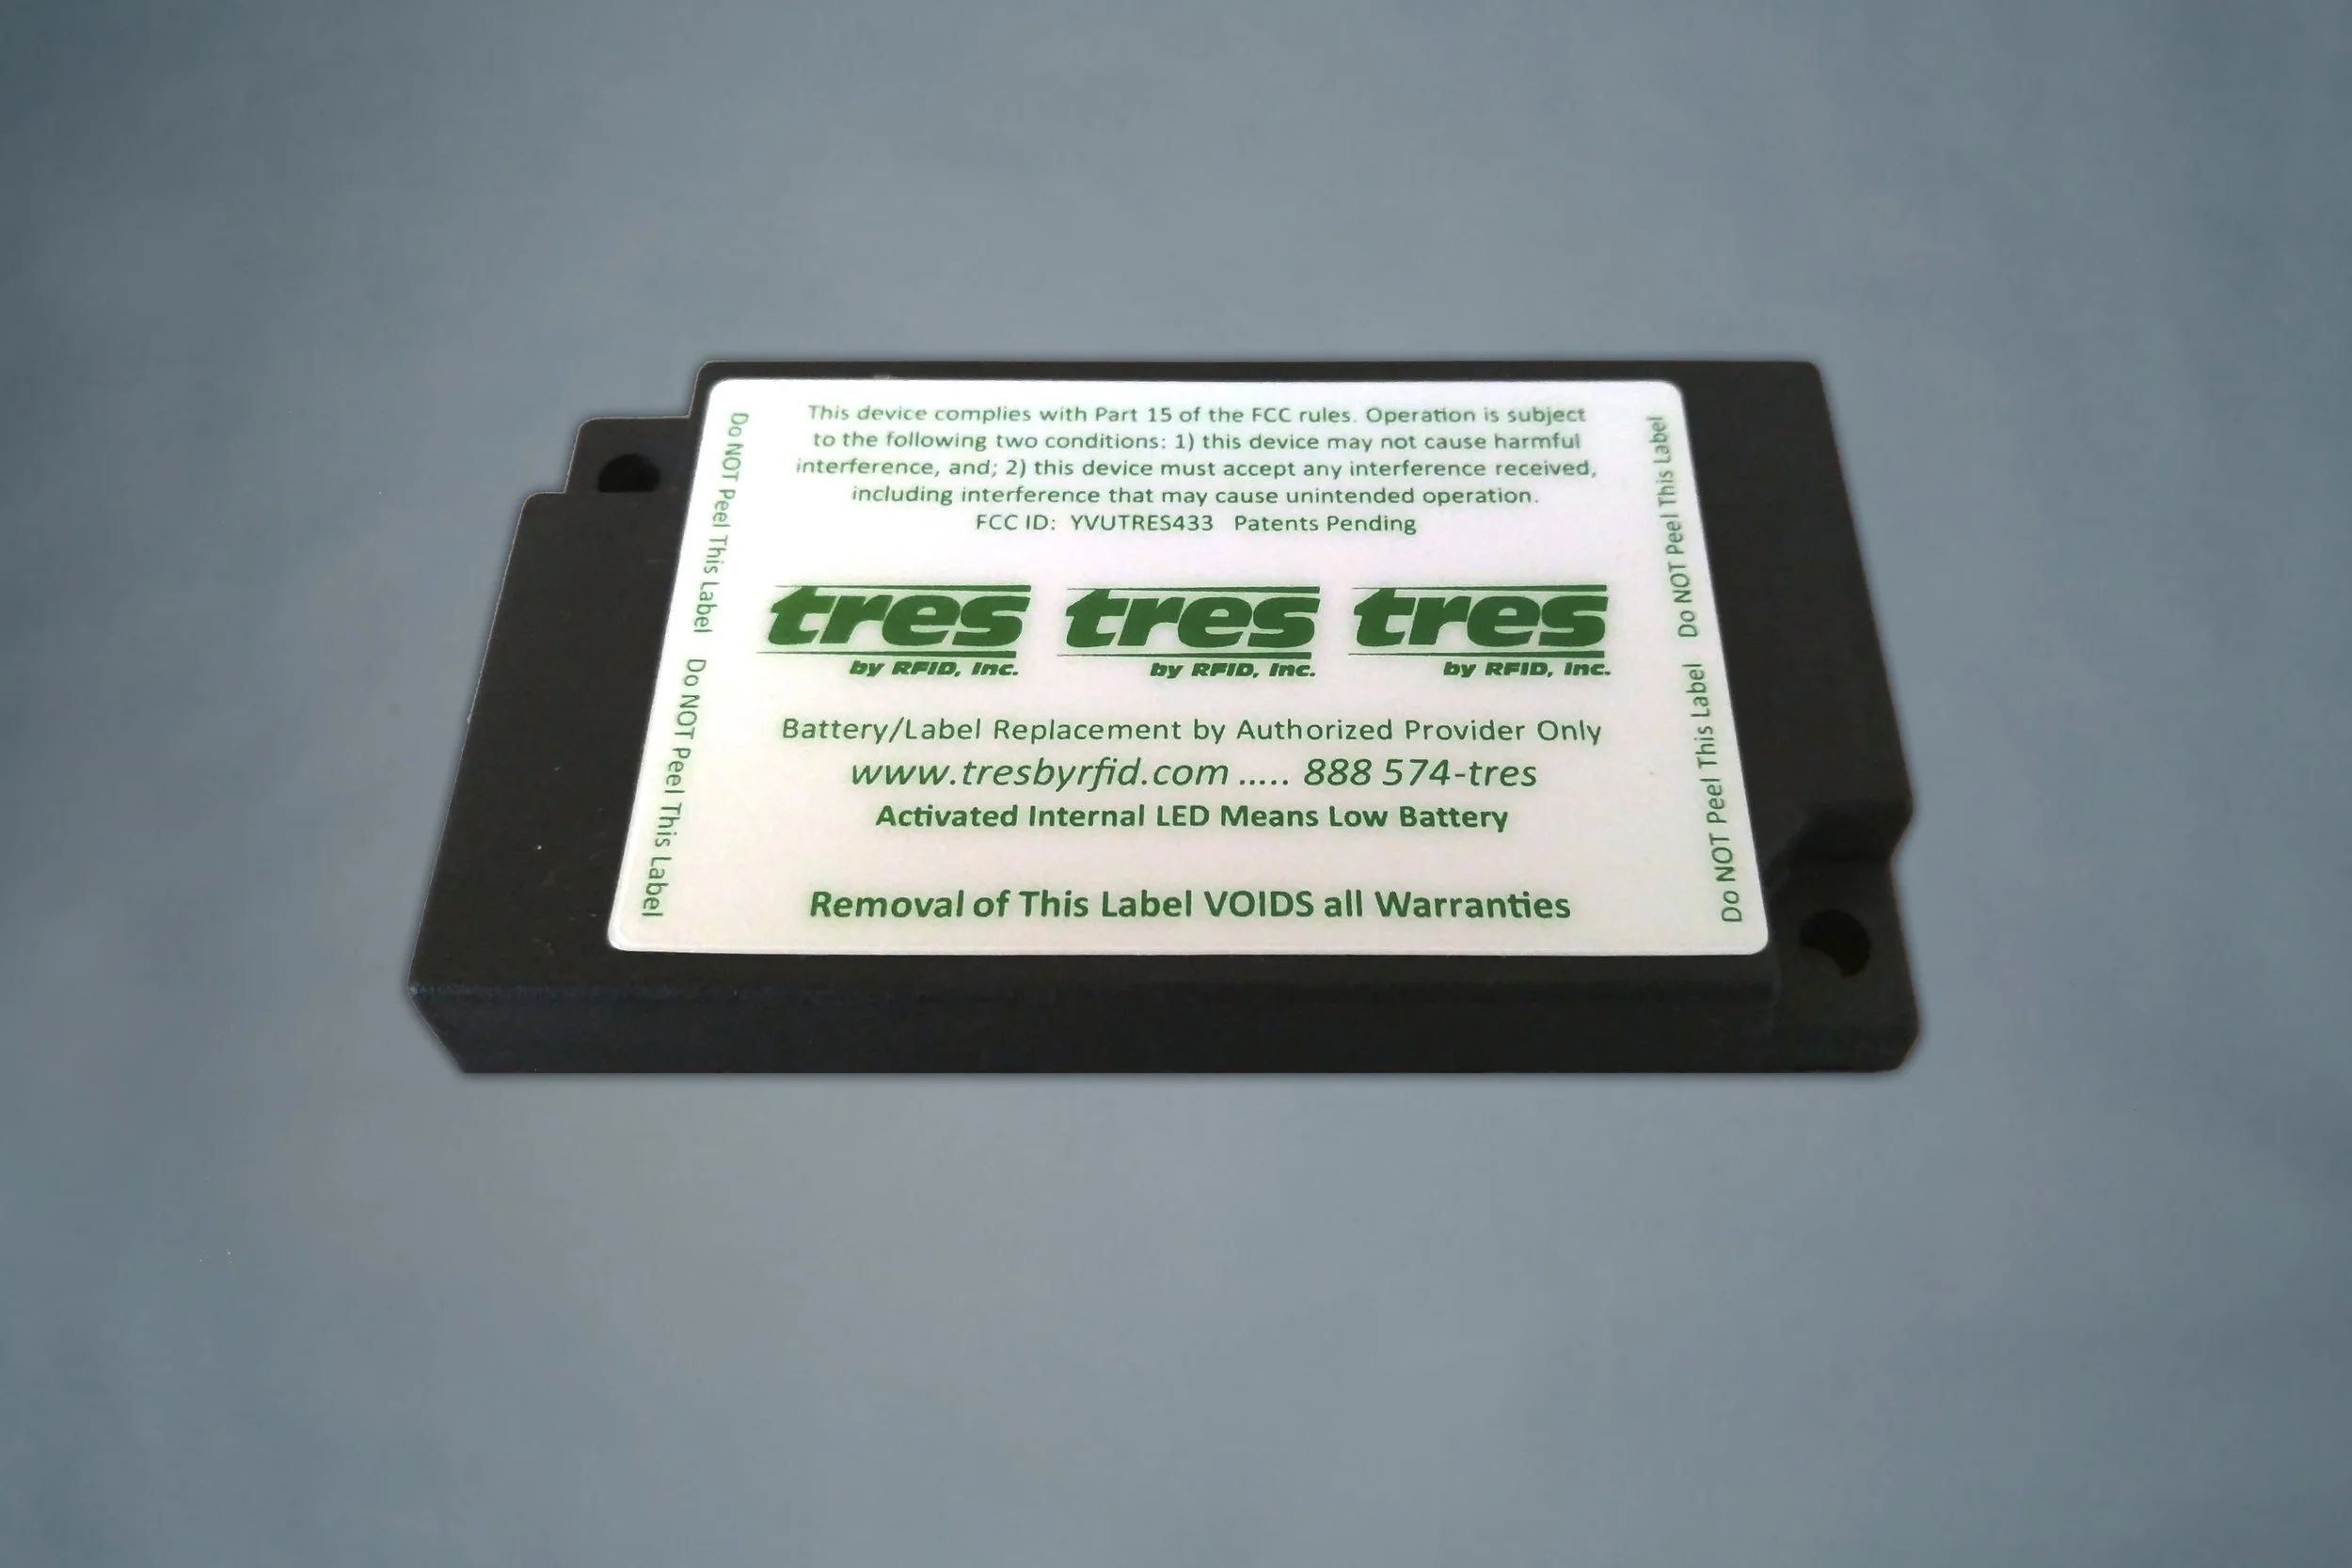 This device complies with Part 15 of the FCC rules. Operation is subject
to the following two conditions: 1) this device may not cause harmful
interference, and; 2) this device must accept any interference received,
including interference that may cause unintended operation.
FCC ID: YVUTRES433 Patents Pending
tres tres tres
by RFID, Inc. by RFID, Inc. by RFID, Inc.
Battery/Label Replacement by Authorized Provider Only
www.tresbyrfid.com ..... 888 574-tres
Activated Internal LED Means Low Battery
Removal of This Label VOIDS all Warranties
Do NOT Peel This Label Do NOT Peel This Label
Do NOT Peel This Label Do NOT Peel This Label